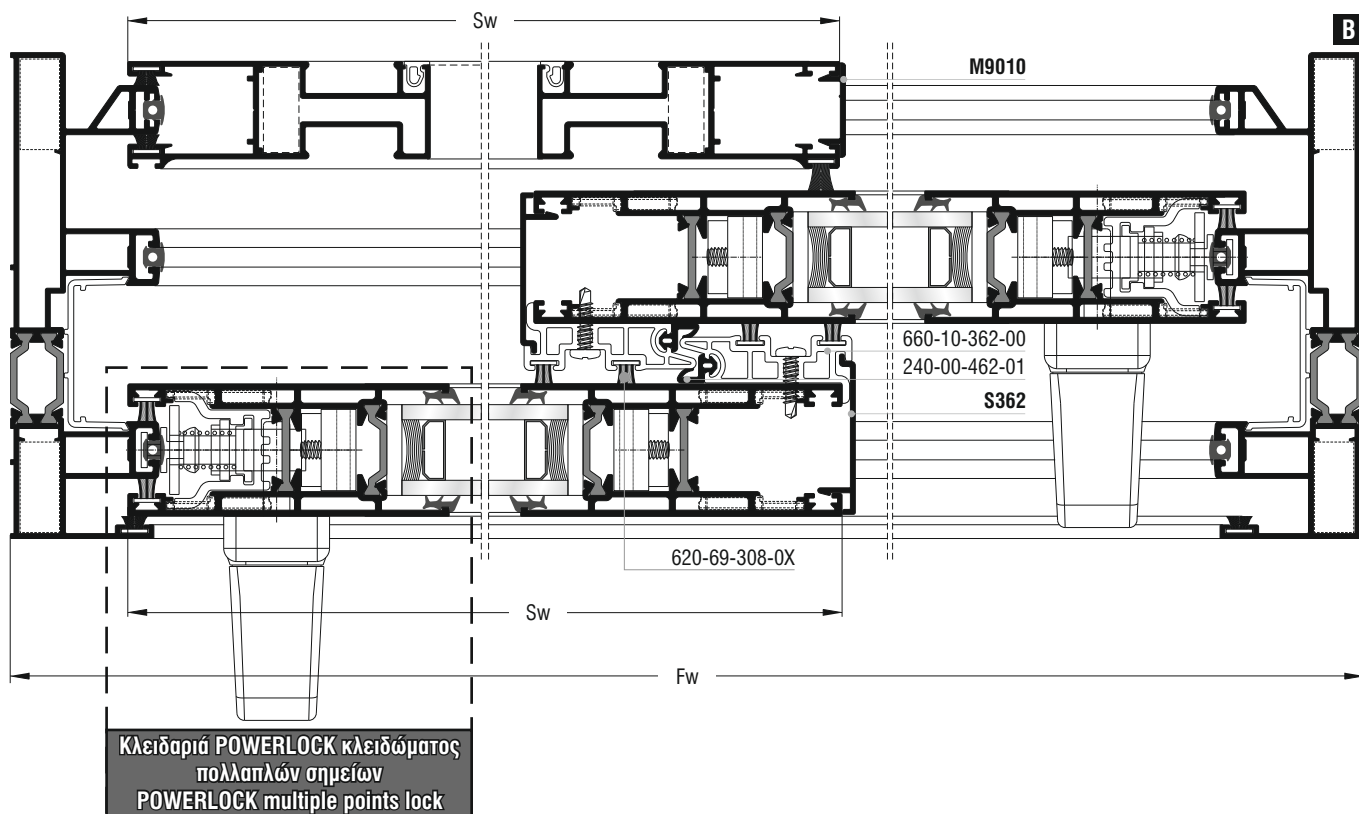 Sw
B
M9010
660-10-362-00
240-00-462-01
S362
620-69-308-0X
Sw
Fw
Κλειδαριά POWERLOCK κλειδώματος
πολλαπλών σημείων
POWERLOCK multiple points lock